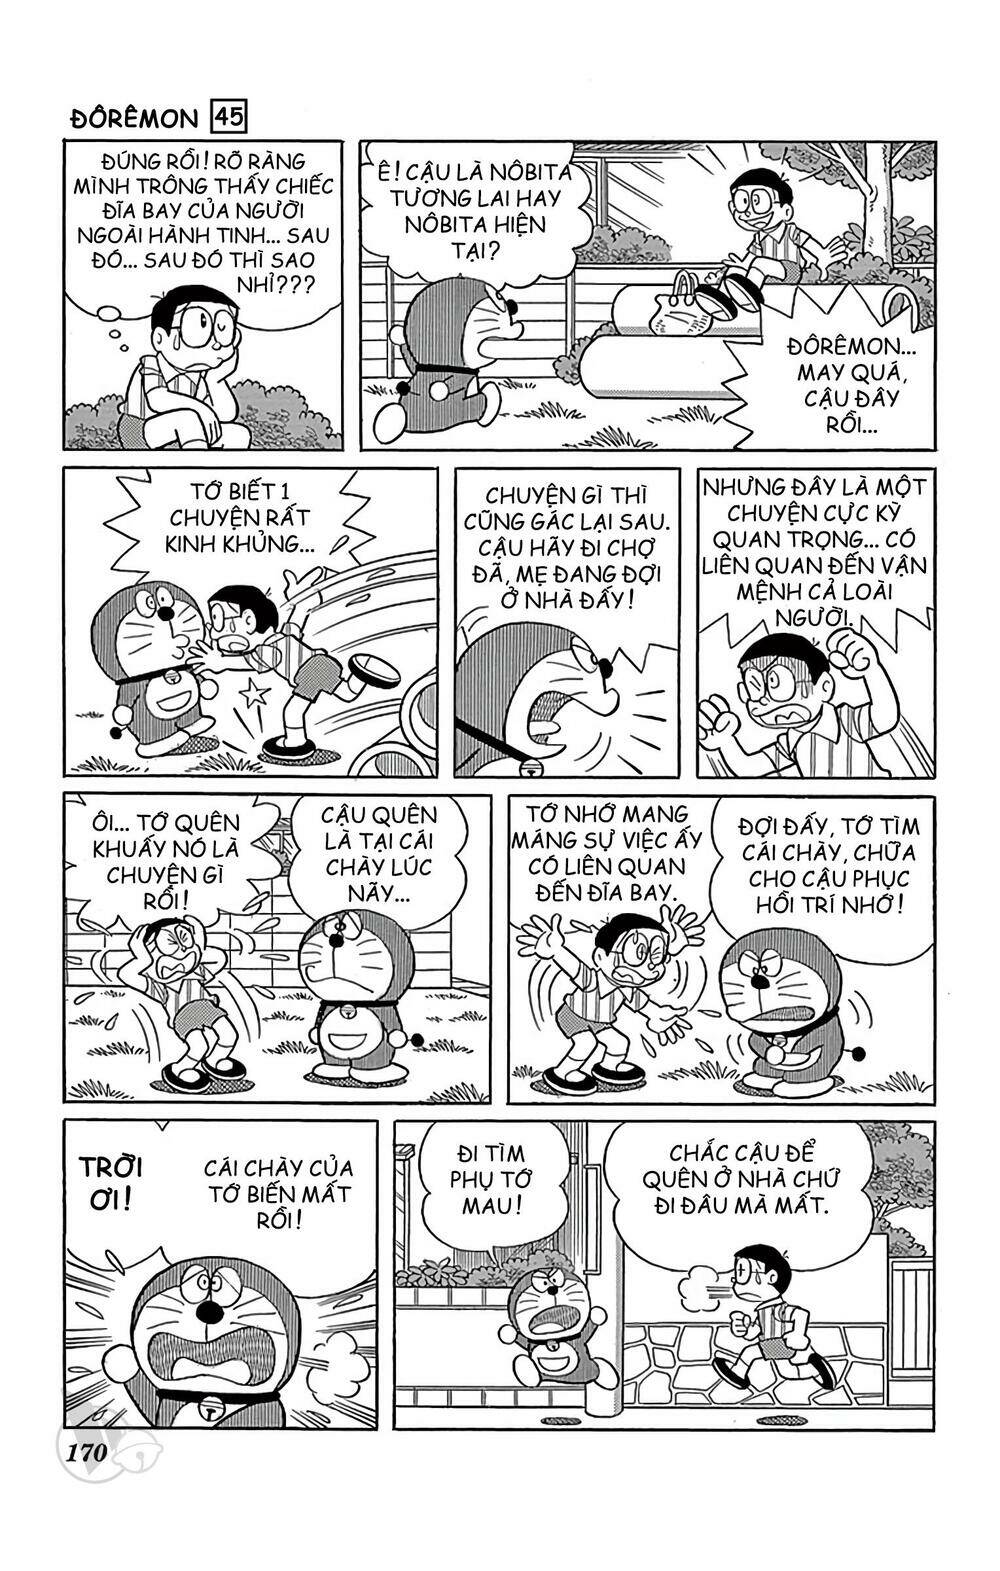 ĐÔRÊMON 45
ĐÚNG RỒI! RÕ RÀNG
MÌNH TRÔNG THẤY CHIẾC
ĐĨA BAY CỦA NGƯỜI
NGOÀI HÀNH TINH... SAU
ĐÓ... SAU ĐÓ THÌ SAO
NHỈ???
Ê! CẬU LÀ NÔBITA
TƯƠNG LAI HAY
NÔBITA HIỆN
TẠI?
ĐÔRÊMON...
MAY QUÁ,
CẬU ĐÂY
RỒI...
TỚ BIẾT 1
CHUYỆN RẤT
KINH KHỦNG...
CHUYỆN GÌ THÌ
CŨNG GÁC LẠI SAU.
CẬU HÃY ĐI CHỢ
ĐÃ, MẸ ĐANG ĐỢI
Ở NHÀ ĐẤY!
NHƯNG ĐÂY LÀ MỘT
CHUYỆN CỰC KỲ
QUAN TRỌNG... CÓ
LIÊN QUAN ĐẾN VẬN
MỆNH CẢ LOÀI
NGƯỜI.
ÔI... TỚ QUÊN
KHUẤY NÓ LÀ
CHUYỆN GÌ
RỒI!
CẬU QUÊN
LÀ TẠI CÁI
CHÀY LÚC
NÃY...
TỚ NHỚ MANG
MÁNG SỰ VIỆC ẤY
CÓ LIÊN QUAN
ĐẾN ĐĨA BAY.
ĐỢI ĐẤY, TỚ TÌM
CÁI CHÀY, CHỮA
CHO CẬU PHỤC
HỒI TRÍ NHỚ!
TRỜI
ƠI!
CÁI CHÀY CỦA
TỚ BIẾN MẤT
RỒI!
ĐI TÌM
PHỤ TỚ
MAU!
CHẮC CẬU ĐỂ
QUÊN Ở NHÀ CHỨ
ĐI ĐÂU MÀ MẤT.
170